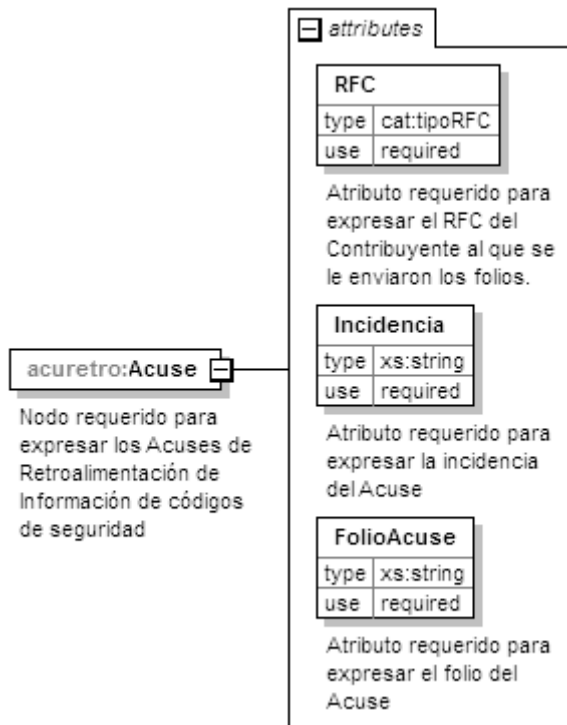 attributes
RFC
type cat:tipoRFC
use required
Atributo requerido para
expresar el RFC del
Contribuyente al que se
le enviaron los folios.
Incidencia
type xs:string
use required
Atributo requerido para
expresar la incidencia
del Acuse
FolioAcuse
type xs:string
use required
Atributo requerido para
expresar el folio del
Acuse
acuretro:Acuse
Nodo requerido para
expresar los Acuses de
Retroalimentación de
Información de códigos
de seguridad